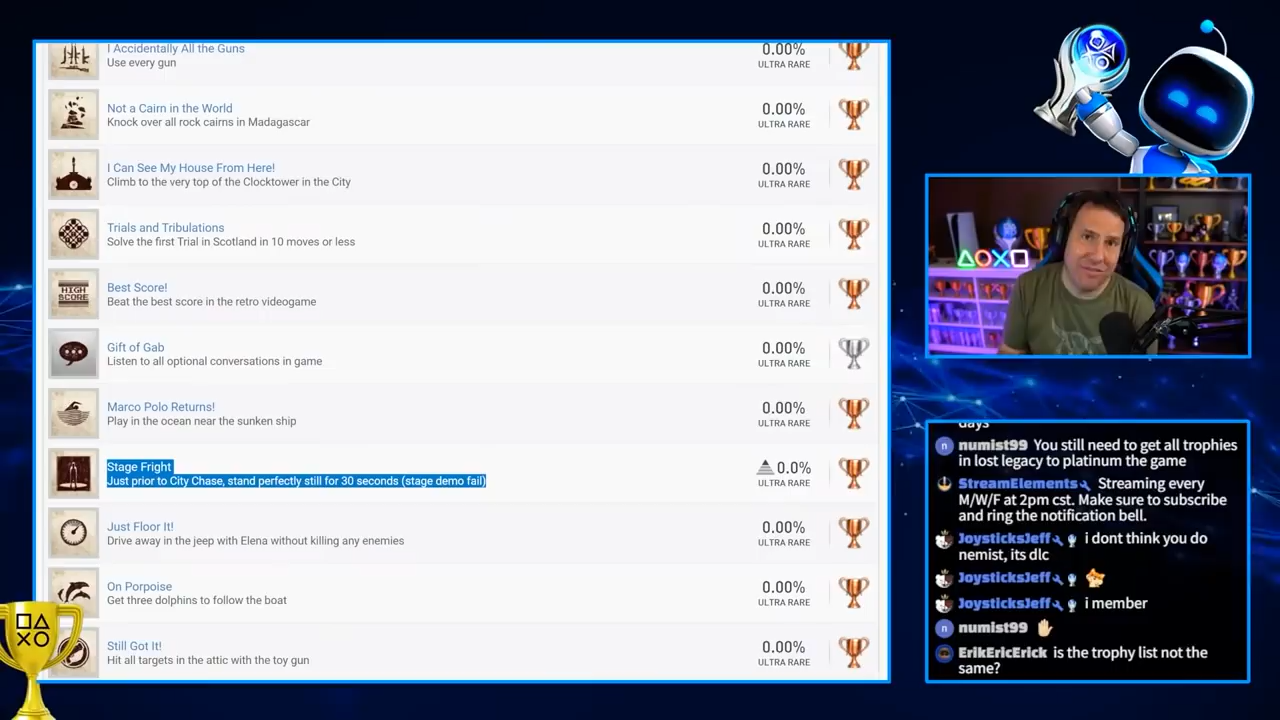 I Accidentally All the Guns
Use every gun
0.00%
ULTRA RARE
Not a Cairn in the World
Knock over all rock cairns in Madagascar
0.00%
ULTRA RARE
I Can See My House From Here!
Climb to the very top of the Clocktower in the City
0.00%
ULTRA RARE
Trials and Tribulations
Solve the first Trial in Scotland in 10 moves or less
0.00%
ULTRA RARE
HIGH
SCORE
Best Score!
Beat the best score in the retro videogame
0.00%
ULTRA RARE
Gift of Gab
Listen to all optional conversations in game
0.00%
ULTRA RARE
Marco Polo Returns!
Play in the ocean near the sunken ship
0.00%
ULTRA RARE
Stage Fright
Just prior to City Chase, stand perfectly still for 30 seconds (stage demo fail)
0.0%
ULTRA RARE
Just Floor It!
Drive away in the jeep with Elena without killing any enemies
0.00%
ULTRA RARE
On Porpoise
Get three dolphins to follow the boat
0.00%
ULTRA RARE
Still Got It!
Hit all targets in the attic with the toy gun
0.00%
ULTRA RARE
days
n numist99 You still need to get all trophies
in lost legacy to platinum the game
StreamElements Streaming every
M/W/F at 2pm cst. Make sure to subscribe
and ring the notification bell.
JoysticksJeff i dont think you do
nemist, its dlc
JoysticksJeff
JoysticksJeff i member
n numist99
ErikEricErick is the trophy list not the
same?